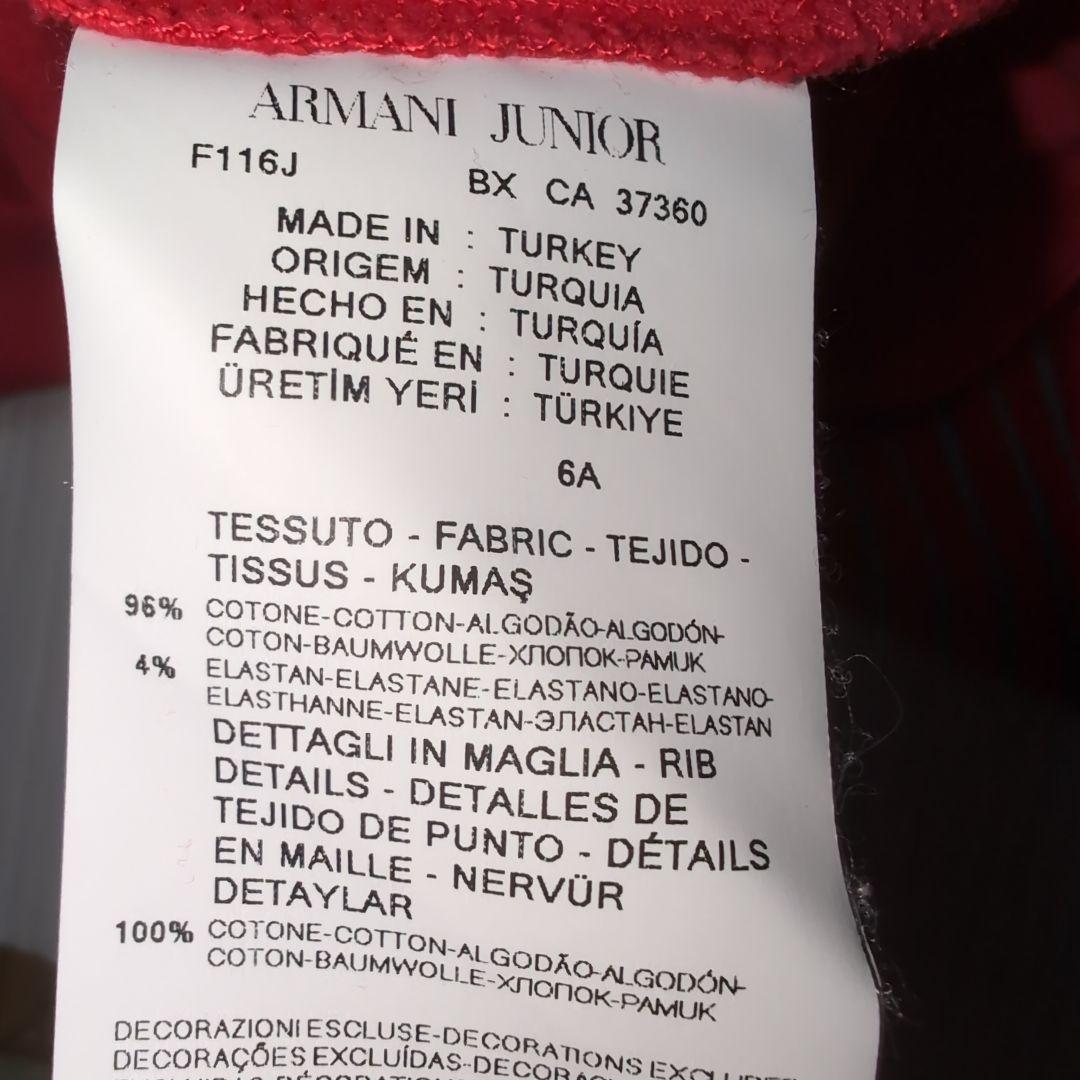 ARMANI JUNIOR
F116J
BX CA 37360
MADE IN : TURKEY
ORIGEM : TURQUIA
HECHO EN : TURQUÍA
FABRIQUÉ EN : TURQUIE
ÜRETİM YERİ : TÜRKIYE
6A
TESSUTO - FABRIC - TEJIDO -
TISSUS - KUMAŞ
96% COTONE-COTTON-ALGODÃO-ALGODÓN-
COTON-BAUMWOLLE-ХЛОПОК-PAMUK
4% ELASTAN-ELASTANE-ELASTANO-ELASTANO-
ELASTHANNE-ELASTAN-ЭЛАСТАН-ELASTAN
DETTAGLI IN MAGLIA - RIB
DETAILS - DETALLES DE
TEJIDO DE PUNTO - DÉTAILS
EN MAILLE - NERVÜR
DETAYLAR
100% COTONE-COTTON-ALGODÃO-ALGODÓN-
COTON-BAUMWOLLE-ХЛОПОК-PAMUK
DECORAZIONI ESCLUSE-DECORATIONS
DECORAÇÕES EXCLUÍDAS-